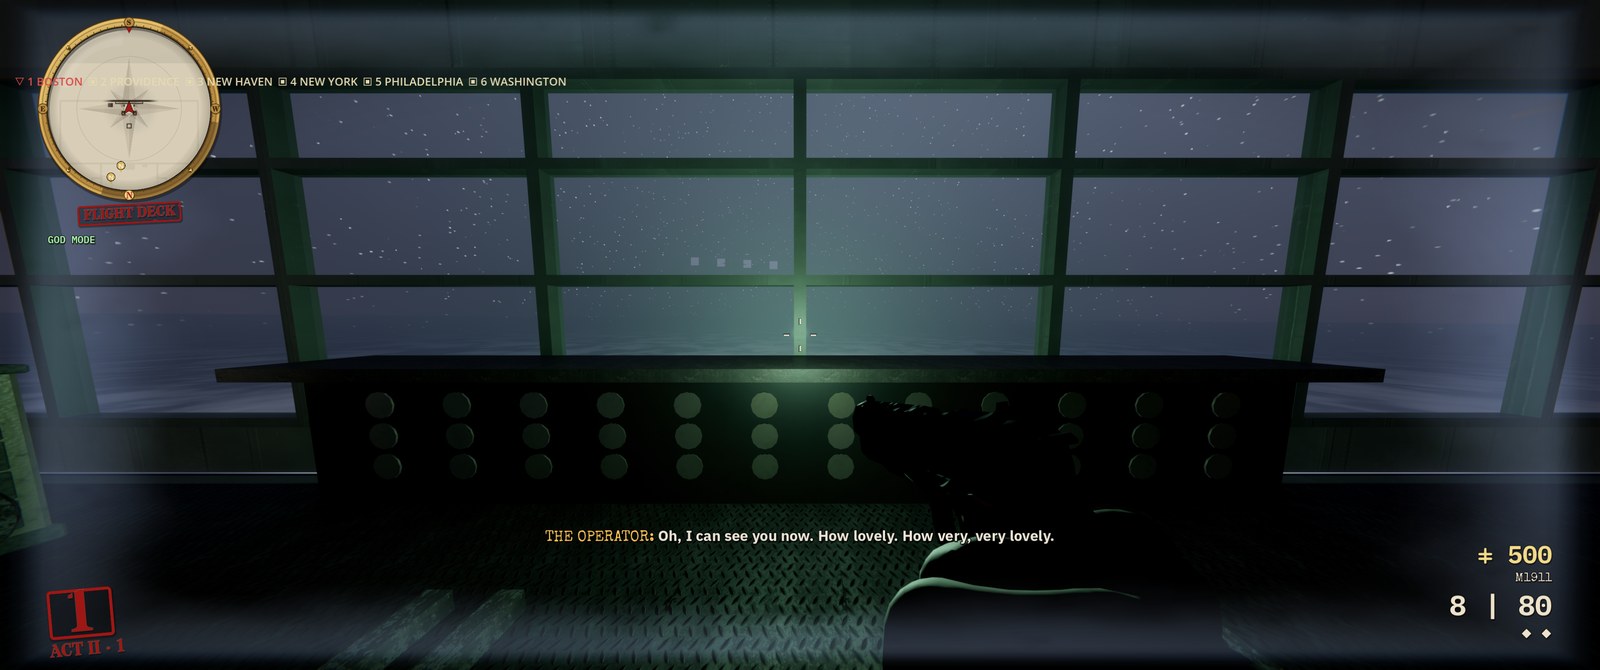 S
▽ 1 BOSTON 2 PROVIDENCE 3 NEW HAVEN 4 NEW YORK 5 PHILADELPHIA 6 WASHINGTON
E W
N
FLIGHT DECK
GOD MODE
THE OPERATOR: Oh, I can see you now. How lovely. How very, very lovely.
500
M1911
8 | 80
1
ACT II · 1